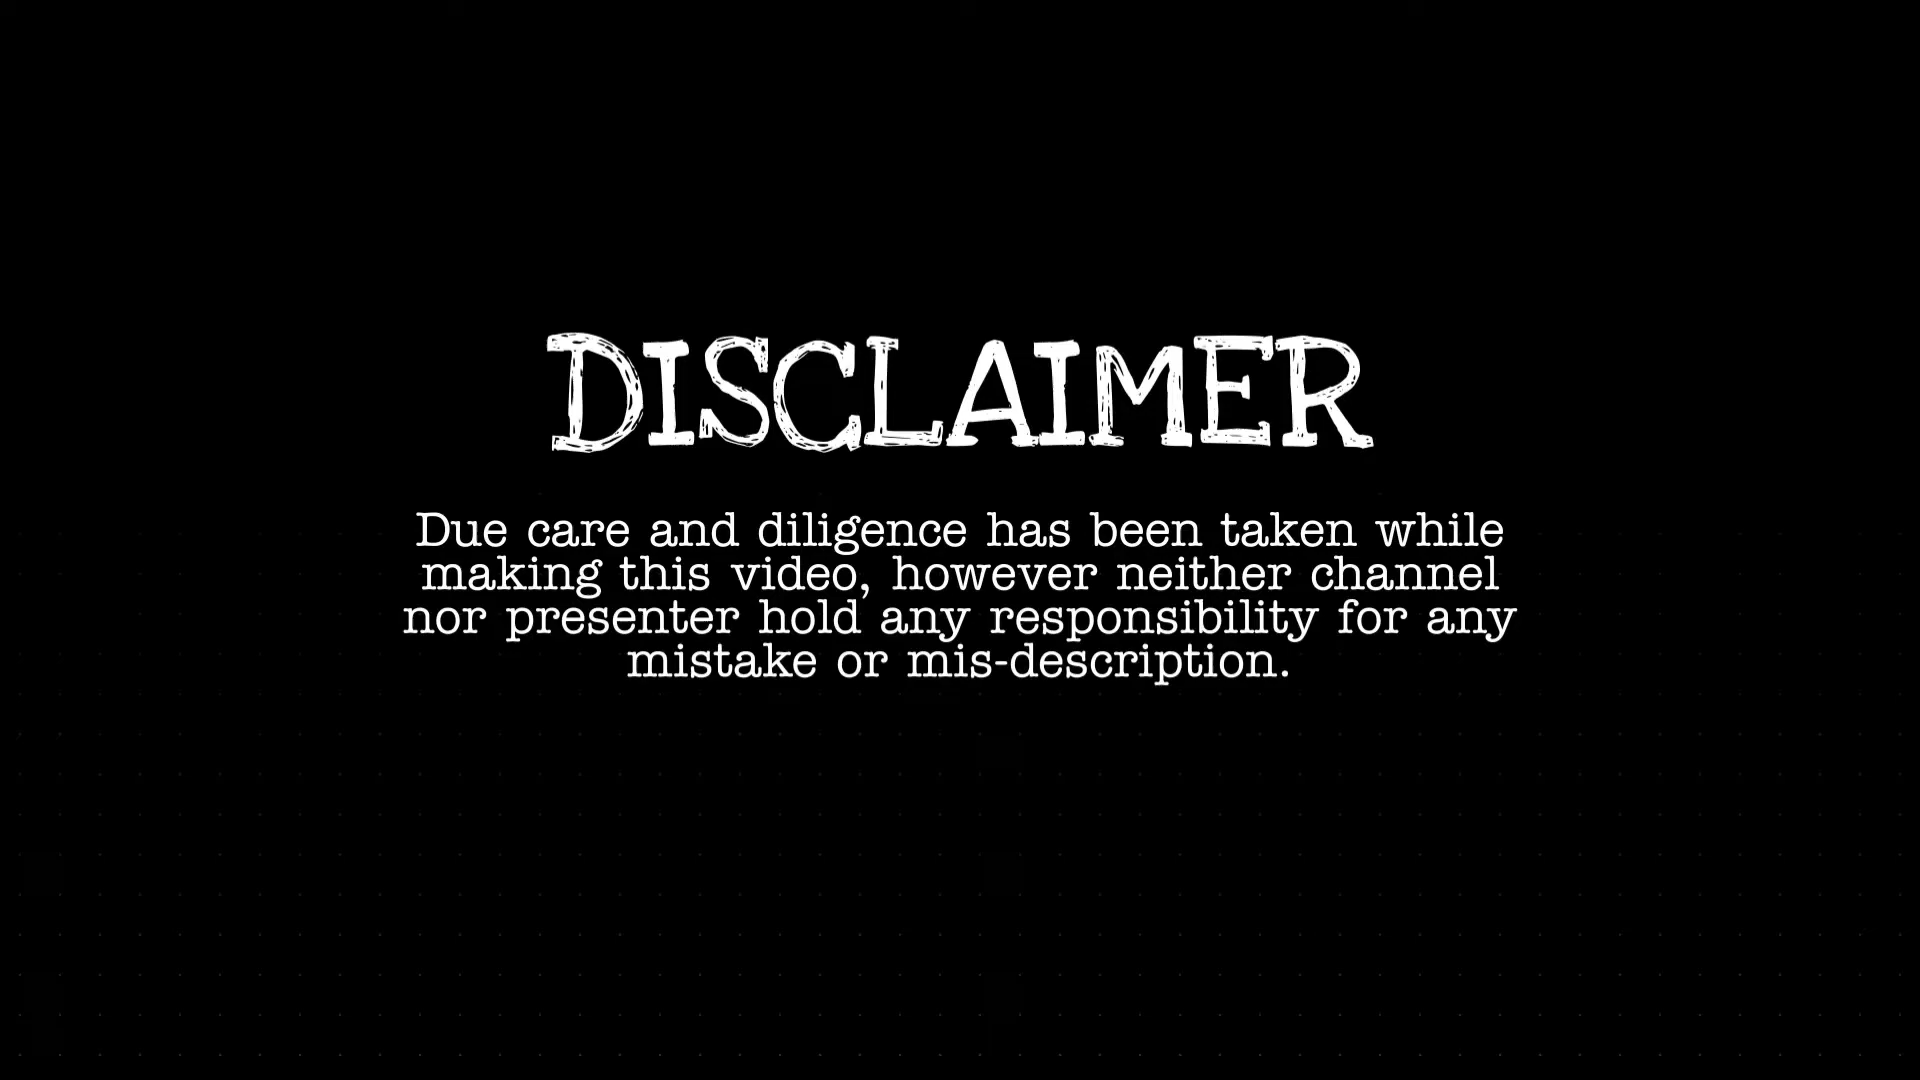 DISCLAIMER
Due care and diligence has been taken while
making this video, however neither channel
nor presenter hold any responsibility for any
mistake or mis-description.